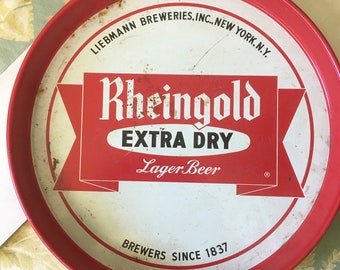 LIEBMANN BREWERIES, INC., NEW YORK, N.Y.
Rheingold
EXTRA DRY
Lager Beer
®
BREWERS SINCE 1837